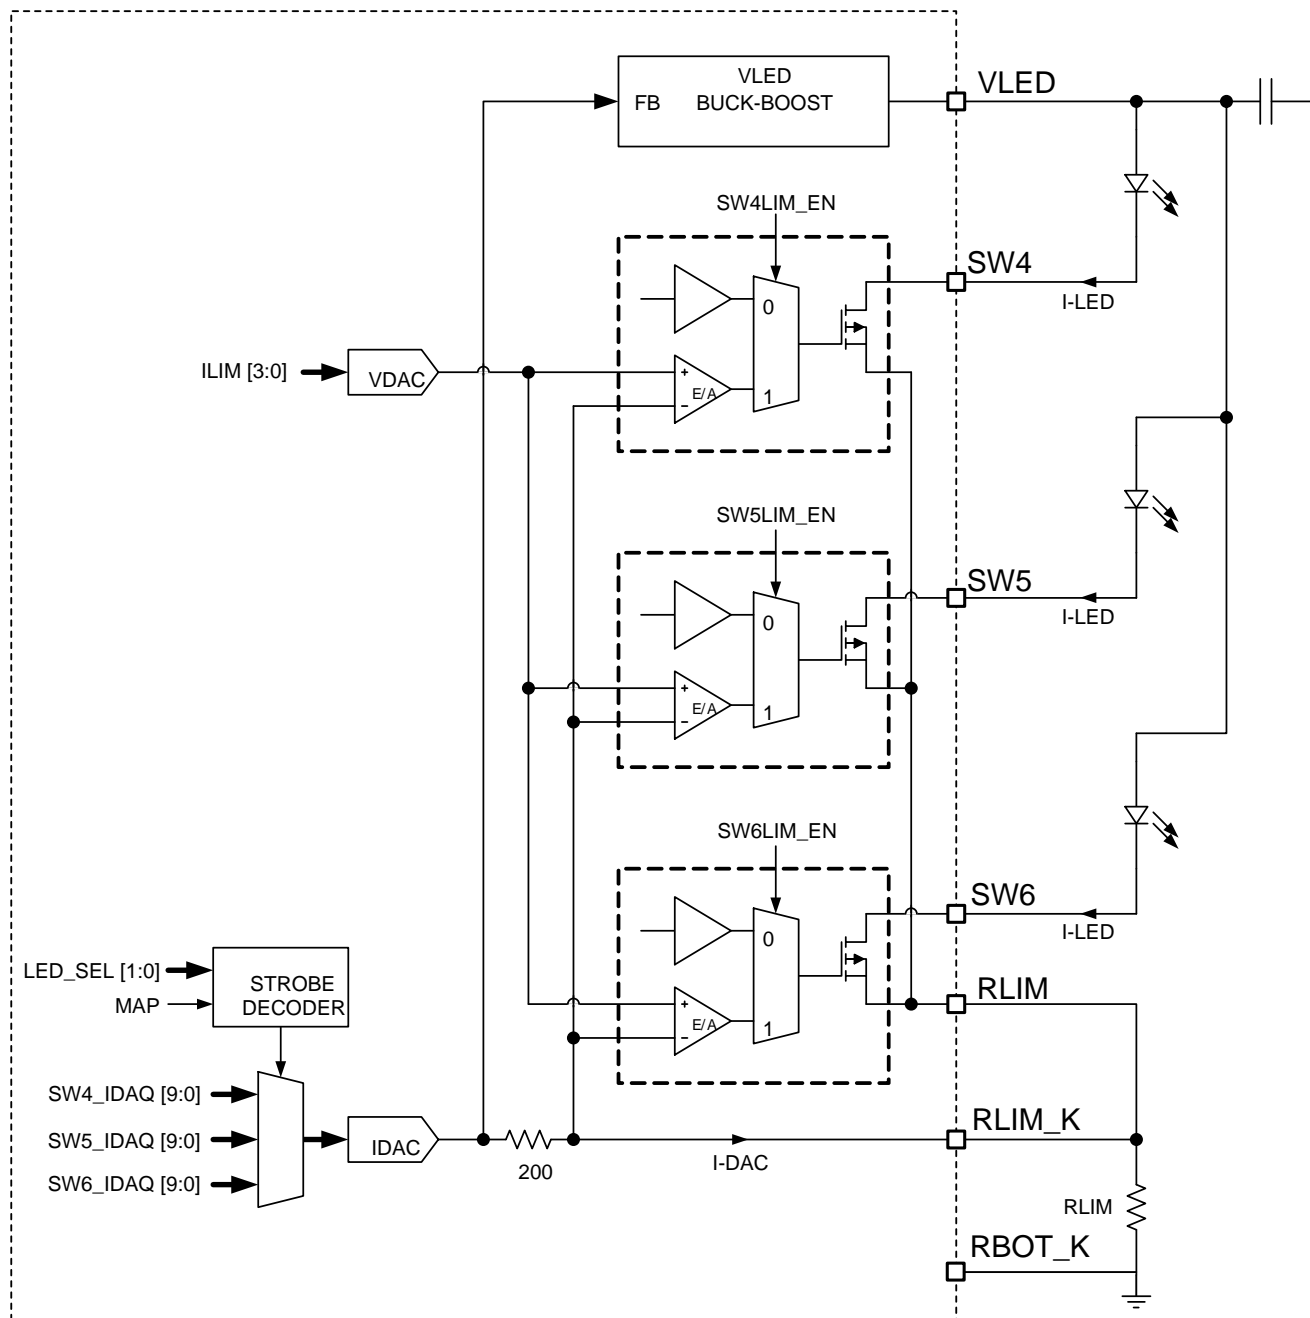 VLED
FB BUCK-BOOST
VLED
SW4LIM_EN
SW4
0
I-LED
ILIM [3:0]
VDAC
+
E/A
–
1
SW5LIM_EN
SW5
0
I-LED
+
E/A
–
1
SW6LIM_EN
SW6
0
I-LED
LED_SEL [1:0]
MAP
STROBE
DECODER
RLIM
+
E/A
–
1
SW4_IDAQ [9:0]
SW5_IDAQ [9:0]
SW6_IDAQ [9:0]
IDAC
200
I-DAC
RLIM_K
RLIM
RBOT_K